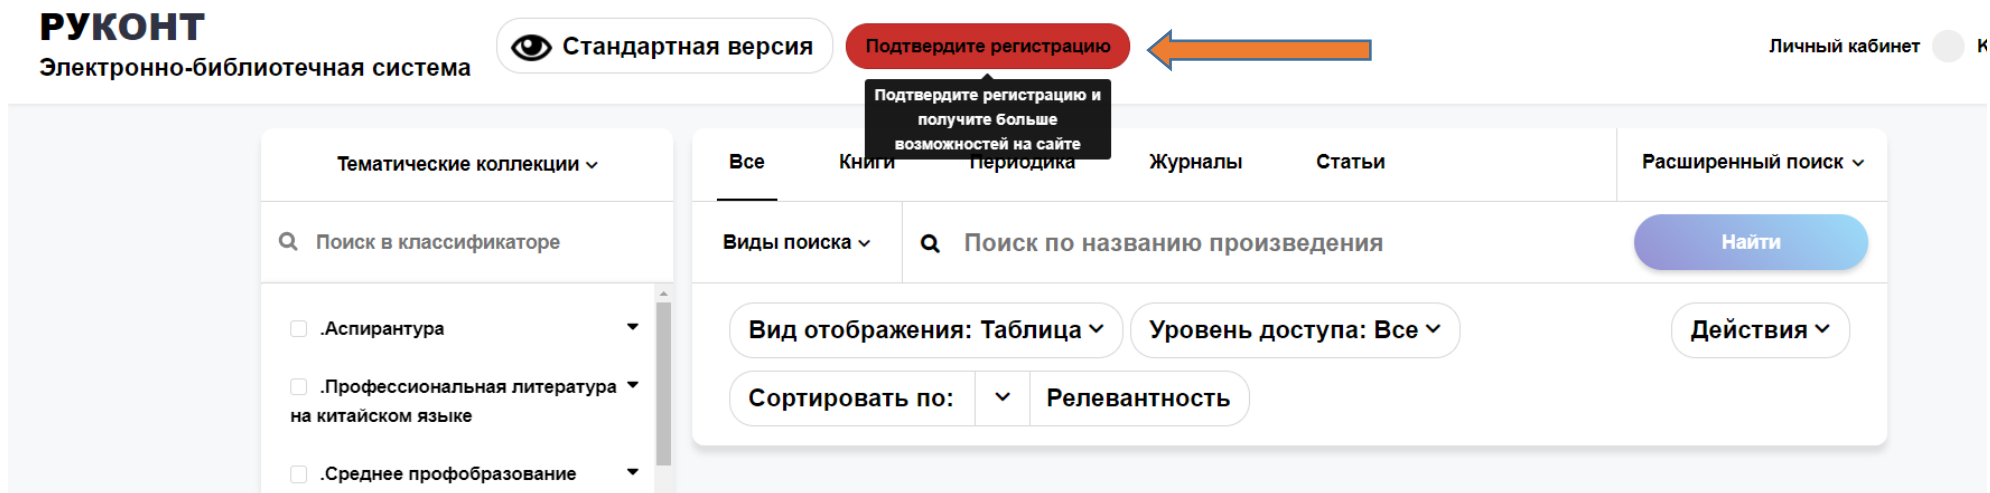 РУКОНТ
Электронно-библиотечная система
Стандартная версия
Подтвердите регистрацию
Подтвердите регистрацию и
получите больше
возможностей на сайте
Личный кабинет
Тематические коллекции
Поиск в классификаторе
.Аспирантура
.Профессиональная литература
на китайском языке
.Среднее профобразование
Все Книги Периодика Журналы Статьи
Расширенный поиск
Виды поиска
Поиск по названию произведения
Найти
Вид отображения: Таблица
Уровень доступа: Все
Действия
Сортировать по: Релевантность